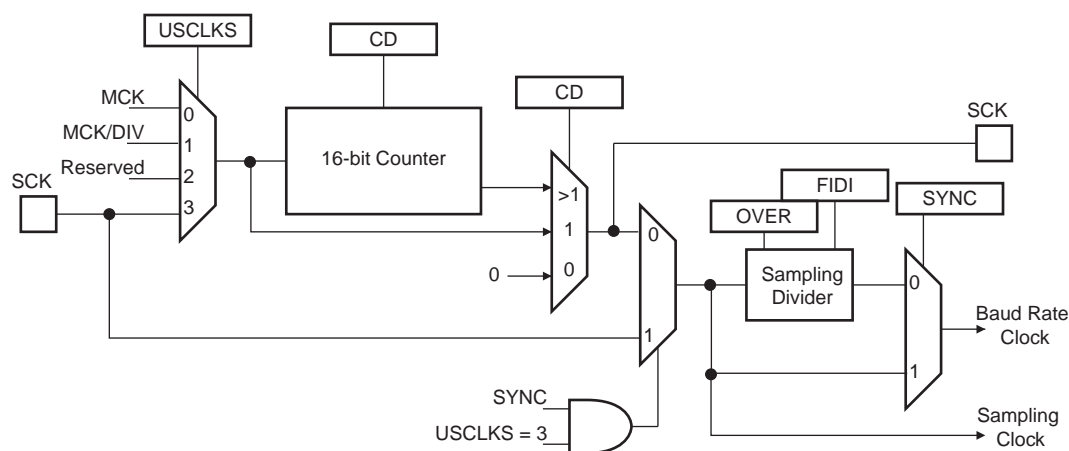 USCLKS
CD
MCK
0
MCK/DIV
1
Reserved
2
SCK
3
16-bit Counter
CD
>1
1
0
0
SCK
0
1
FIDI
OVER
SYNC
Sampling
Divider
0
1
Baud Rate
Clock
SYNC
USCLKS = 3
Sampling
Clock